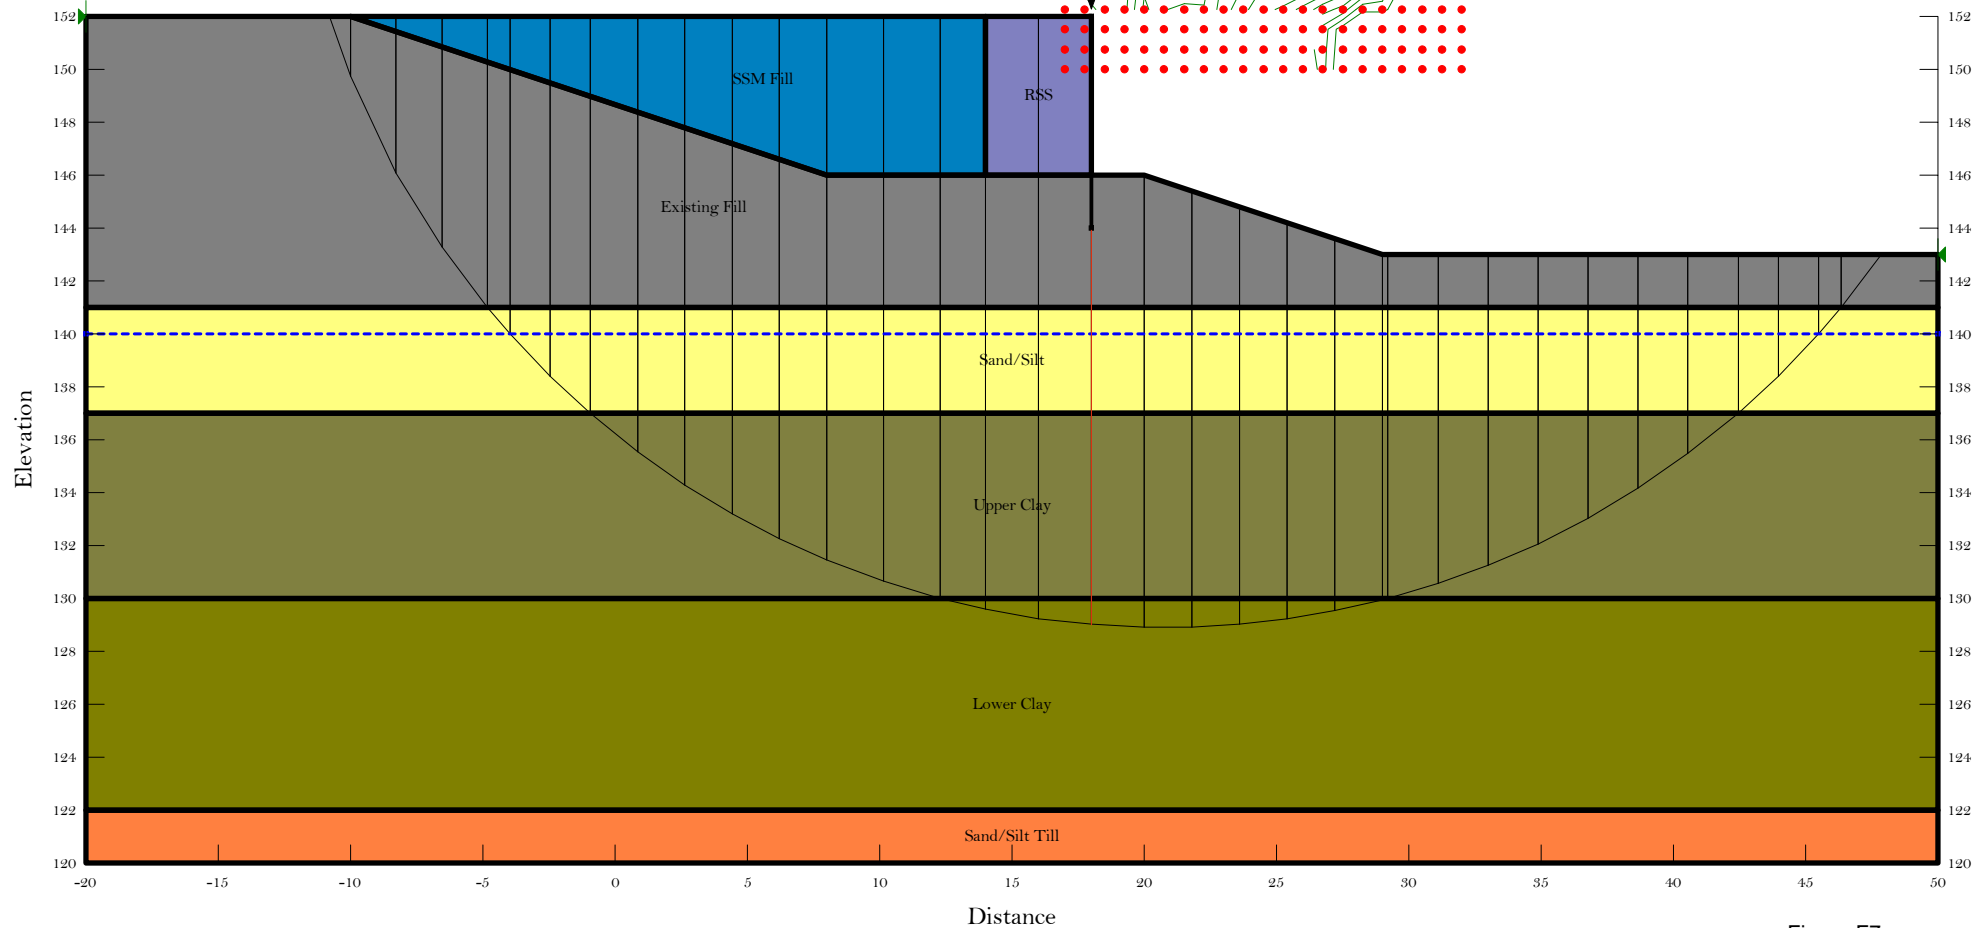 152 152
150 150
SSM Fill
RSS
148 148
146 146
Existing Fill
144 144
142 142
140 140
Sand/Silt
138 138
136 136
Elevation
134 134
Upper Clay
132 132
130 130
128 128
126 126
Lower Clay
124 124
122 122
Sand/Silt Till
120 120
-20 -15 -10 -5 0 5 10 15 20 25 30 35 40 45 50
Distance